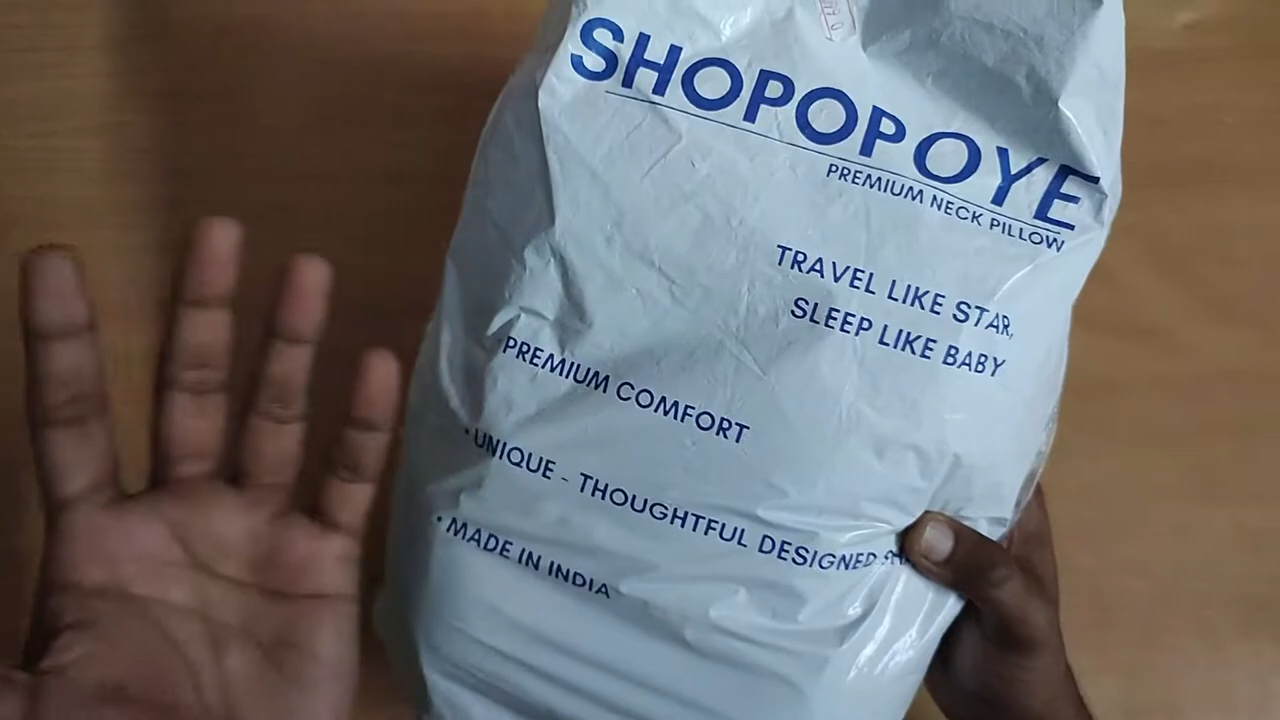 SHOPOPOYE
PREMIUM NECK PILLOW
TRAVEL LIKE STAR,
SLEEP LIKE BABY
PREMIUM COMFORT
• UNIQUE - THOUGHTFUL DESIGNED
• MADE IN INDIA